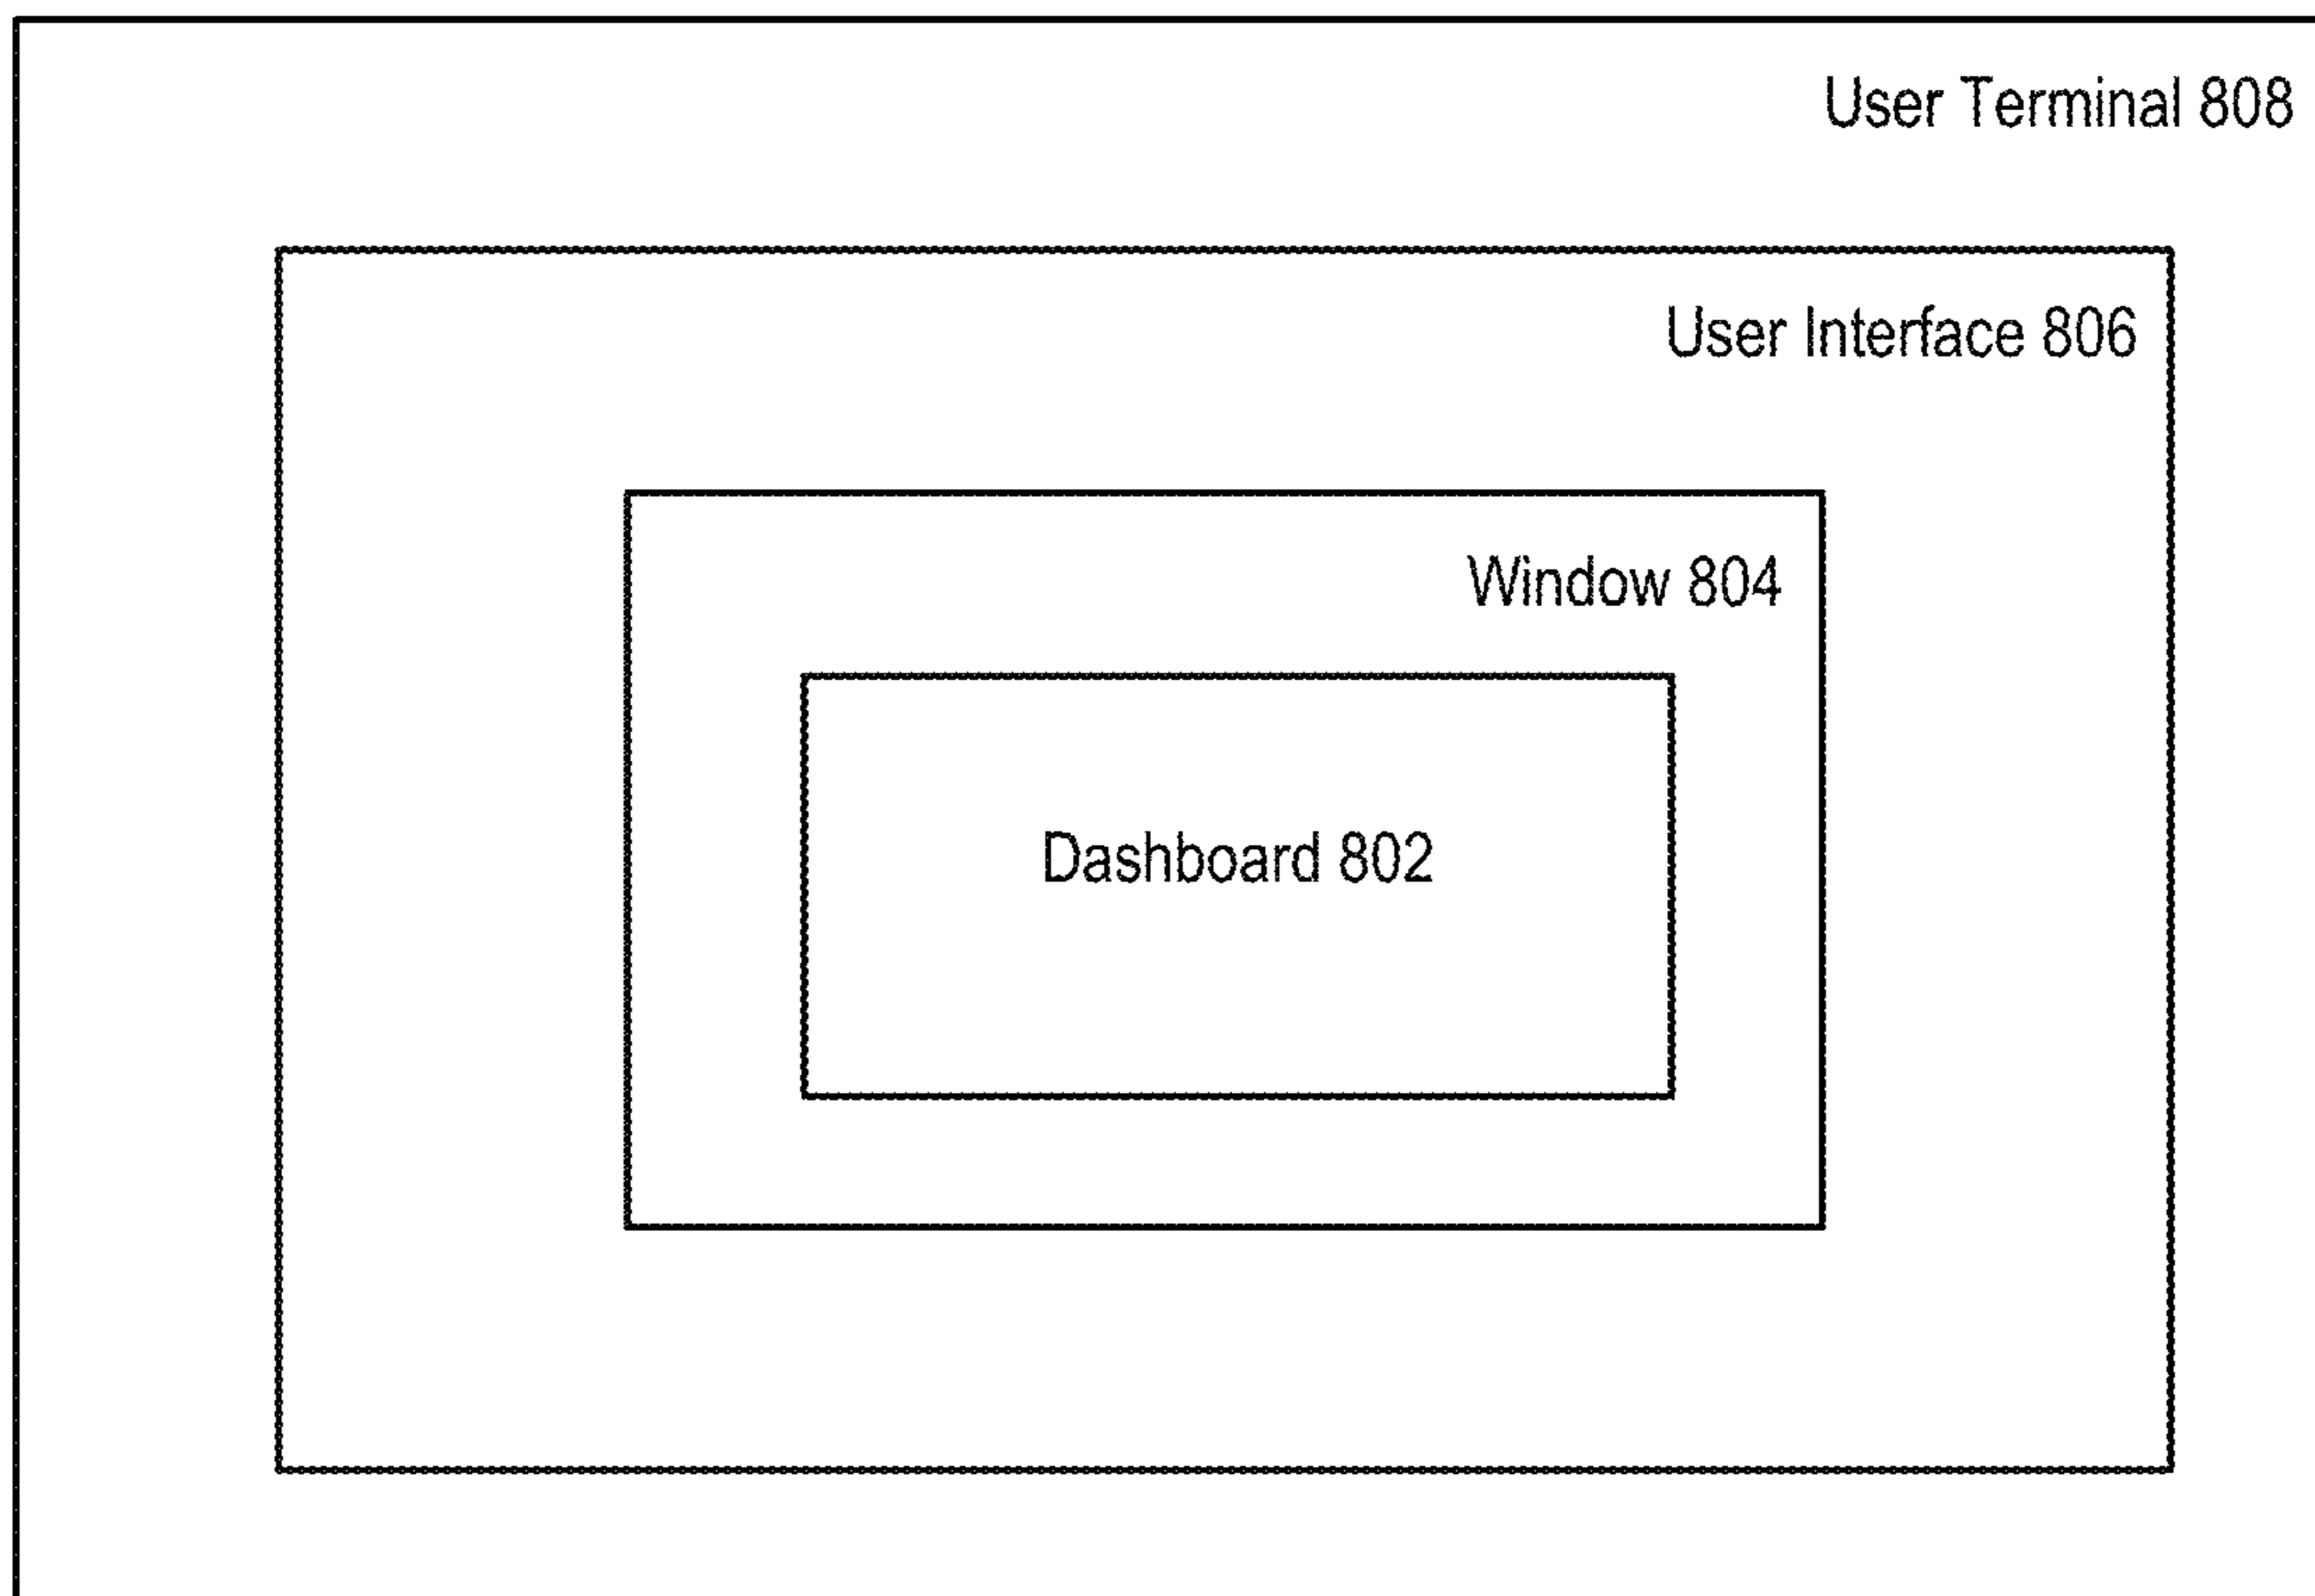 User Terminal 808
User Interface 806
Window 804
Dashboard 802